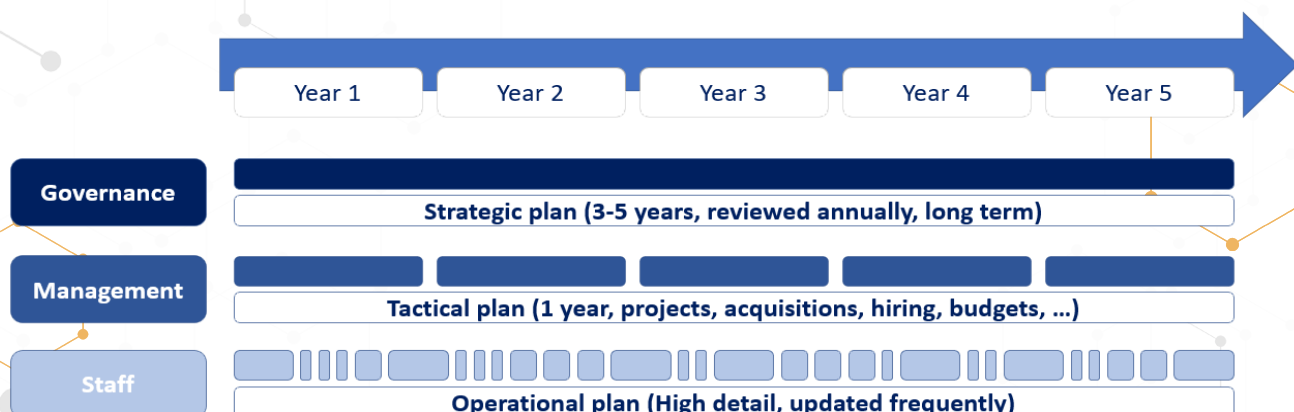 Year 1 Year 2 Year 3 Year 4 Year 5
Governance
Strategic plan (3-5 years, reviewed annually, long term)
Management
Tactical plan (1 year, projects, acquisitions, hiring, budgets, ...)
Staff
Operational plan (High detail, updated frequently)